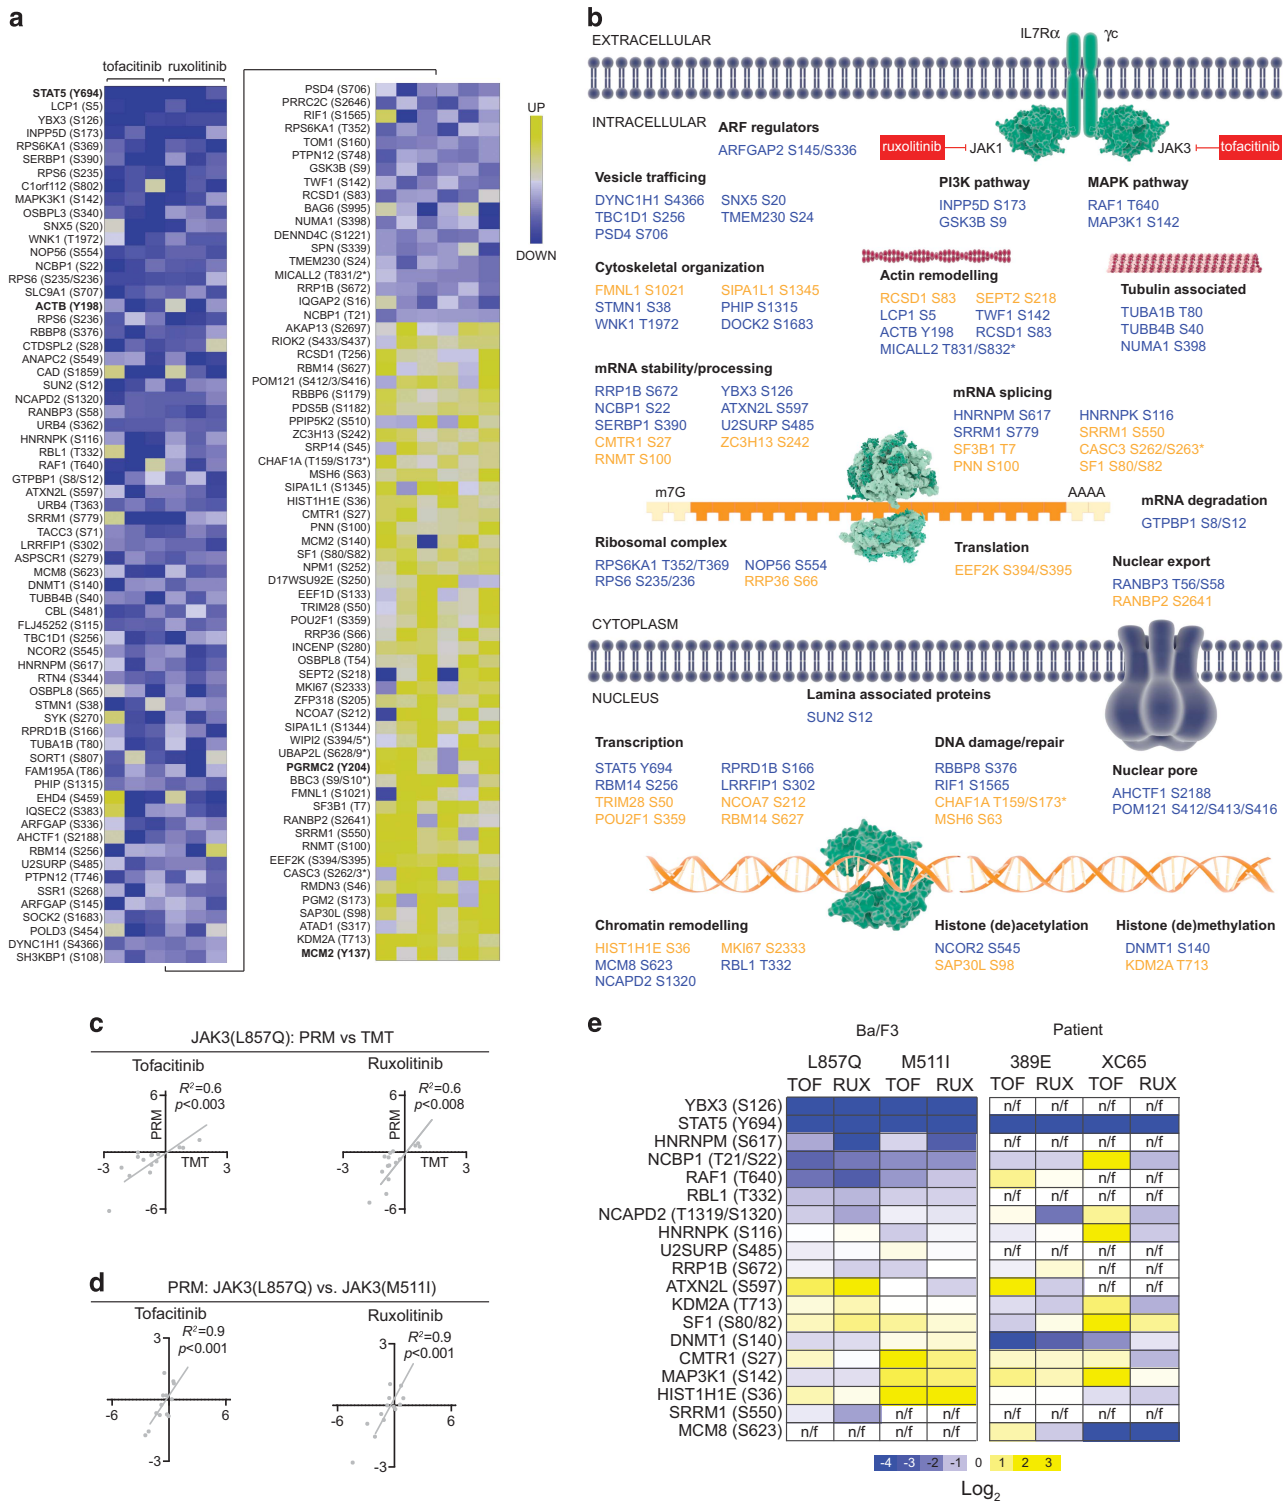 a
tofacitinib ruxolitinib
STAT5 (Y694)
LCP1 (S5)
YBX3 (S126)
INPP5D (S173)
RPS6KA1 (S369)
SERBP1 (S390)
RPS6 (S235)
C1orf112 (S802)
MAPK3K1 (S142)
OSBPL3 (S340)
SNX5 (S20)
WNK1 (T1972)
NOP56 (S554)
NCBP1 (S22)
RPS6 (S235/S236)
SLC9A1 (S707)
ACTB (Y198)
RPS6 (S236)
RBBP8 (S376)
CTDSPL2 (S28)
ANAPC2 (S549)
CAD (S1859)
SUN2 (S12)
NCAPD2 (S1320)
RANBP3 (S58)
URB4 (S362)
HNRNPK (S116)
RBL1 (T332)
RAF1 (T640)
GTPBP1 (S8/S12)
ATXN2L (S597)
URB4 (T363)
SRRM1 (S779)
TACC3 (S71)
LRRFIP1 (S302)
ASPSCR1 (S279)
MCM8 (S623)
DNMT1 (S140)
TUBB4B (S40)
CBL (S481)
FLJ45252 (S115)
TBC1D1 (S256)
NCOR2 (S545)
HNRNPM (S617)
RTN4 (S344)
OSBPL8 (S65)
STMN1 (S38)
SYK (S270)
RPRD1B (S166)
TUBA1B (T80)
SORT1 (S807)
FAM195A (T86)
PHIP (S1315)
EHD4 (S459)
IQSEC2 (S383)
ARFGAP (S336)
AHCTF1 (S2188)
RBM14 (S256)
U2SURP (S485)
PTPN12 (T746)
SSR1 (S268)
ARFGAP (S145)
SOCK2 (S1683)
POLD3 (S454)
DYNC1H1 (S4366)
SH3KBP1 (S108)
PSD4 (S706)
PRRC2C (S2646)
RIF1 (S1565)
RPS6KA1 (T352)
TOM1 (S160)
PTPN12 (S748)
GSK3B (S9)
TWF1 (S142)
RCSD1 (S83)
BAG6 (S995)
NUMA1 (S398)
DENND4C (S1221)
SPN (S339)
TMEM230 (S24)
MICALL2 (T831/2*)
RRP1B (S672)
IQGAP2 (S16)
NCBP1 (T21)
AKAP13 (S2697)
RIOK2 (S433/S437)
RCSD1 (T256)
RBM14 (S627)
POM121 (S412/3/S416)
RBBP6 (S1179)
PDS5B (S1182)
PPIP5K2 (S510)
ZC3H13 (S242)
SRP14 (S45)
CHAF1A (T159/S173*)
MSH6 (S63)
SIPA1L1 (S1345)
HIST1H1E (S36)
CMTR1 (S27)
PNN (S100)
MCM2 (S140)
SF1 (S80/S82)
NPM1 (S252)
D17WSU92E (S250)
EEF1D (S133)
TRIM28 (S50)
POU2F1 (S359)
RRP36 (S66)
INCENP (S280)
OSBPL8 (T54)
SEPT2 (S218)
MKI67 (S2333)
ZFP318 (S205)
NCOA7 (S212)
SIPA1L1 (S1344)
WIPI2 (S394/5*)
UBAP2L (S628/9*)
PGRMC2 (Y204)
BBC3 (S9/S10*)
FMNL1 (S1021)
SF3B1 (T7)
RANBP2 (S2641)
SRRM1 (S550)
RNMT (S100)
EEF2K (S394/S395)
CASC3 (S262/3*)
RMDN3 (S46)
PGM2 (S173)
SAP30L (S98)
ATAD1 (S317)
KDM2A (T713)
MCM2 (Y137)
UP
DOWN
b
EXTRACELLULAR
IL7Rα γc
INTRACELLULAR
ruxolitinib JAK1 JAK3 tofacitinib
ARF regulators
ARFGAP2 S145/S336
Vesicle traffficing
DYNC1H1 S4366 SNX5 S20
TBC1D1 S256 TMEM230 S24
PSD4 S706
PI3K pathway
INPP5D S173
GSK3B S9
MAPK pathway
RAF1 T640
MAP3K1 S142
Cytoskeletal organization
FMNL1 S1021 SIPA1L1 S1345
STMN1 S38 PHIP S1315
WNK1 T1972 DOCK2 S1683
Actin remodelling
RCSD1 S83 SEPT2 S218
LCP1 S5 TWF1 S142
ACTB Y198 RCSD1 S83
MICALL2 T831/S832*
Tubulin associated
TUBA1B T80
TUBB4B S40
NUMA1 S398
mRNA stability/processing
RRP1B S672 YBX3 S126
NCBP1 S22 ATXN2L S597
SERBP1 S390 U2SURP S485
CMTR1 S27 ZC3H13 S242
RNMT S100
mRNA splicing
HNRNPM S617 HNRNPK S116
SRRM1 S779 SRRM1 S550
SF3B1 T7 CASC3 S262/S263*
PNN S100 SF1 S80/S82
m7G AAAA
mRNA degradation
GTPBP1 S8/S12
Ribosomal complex
RPS6KA1 T352/T369 NOP56 S554
RPS6 S235/236 RRP36 S66
Translation
EEF2K S394/S395
Nuclear export
RANBP3 T56/S58
RANBP2 S2641
CYTOPLASM
NUCLEUS
Lamina associated proteins
SUN2 S12
Transcription
STAT5 Y694 RPRD1B S166
RBM14 S256 LRRFIP1 S302
TRIM28 S50 NCOA7 S212
POU2F1 S359 RBM14 S627
DNA damage/repair
RBBP8 S376
RIF1 S1565
CHAF1A T159/S173*
MSH6 S63
Nuclear pore
AHCTF1 S2188
POM121 S412/S413/S416
Chromatin remodelling
HIST1H1E S36 MKI67 S2333
MCM8 S623 RBL1 T332
NCAPD2 S1320
Histone (de)acetylation
NCOR2 S545
SAP30L S98
Histone (de)methylation
DNMT1 S140
KDM2A T713
c
JAK3(L857Q): PRM vs TMT
Tofacitinib
R²=0.6
p<0.003
6
PRM
-3 TMT 3
-6
Ruxolitinib
R²=0.6
p<0.008
6
PRM
-3 TMT 3
-6
d
PRM: JAK3(L857Q) vs. JAK3(M511I)
Tofacitinib
R²=0.9
p<0.001
3
-6 6
-3
Ruxolitinib
R²=0.9
p<0.001
3
-6 6
-3
e
Ba/F3 Patient
L857Q M511I 389E XC65
TOF RUX TOF RUX TOF RUX TOF RUX
YBX3 (S126) n/f n/f n/f n/f
STAT5 (Y694)
HNRNPM (S617) n/f n/f n/f n/f
NCBP1 (T21/S22)
RAF1 (T640) n/f n/f
RBL1 (T332) n/f n/f n/f n/f
NCAPD2 (T1319/S1320)
HNRNPK (S116)
U2SURP (S485) n/f n/f n/f n/f
RRP1B (S672) n/f n/f
ATXN2L (S597) n/f n/f
KDM2A (T713)
SF1 (S80/82)
DNMT1 (S140)
CMTR1 (S27)
MAP3K1 (S142)
HIST1H1E (S36)
SRRM1 (S550) n/f n/f n/f n/f n/f n/f
MCM8 (S623) n/f n/f n/f n/f
-4 -3 -2 -1 0 1 2 3
Log2